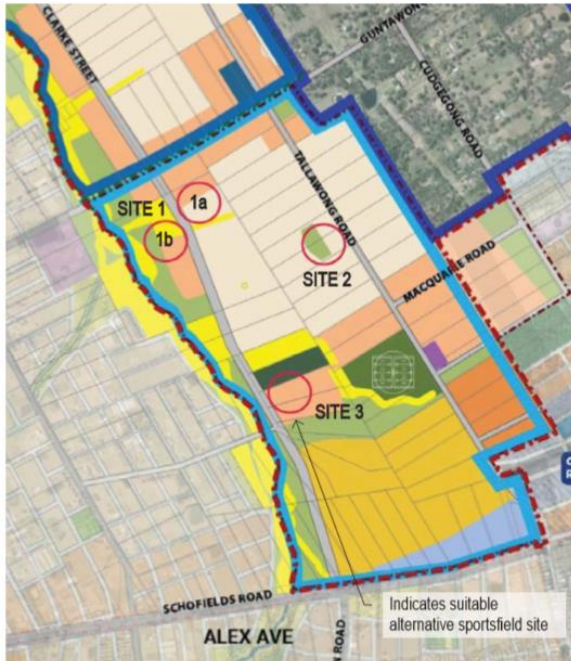 GUNTAWONG
CLARKE STREET
CUDGEGONG ROAD
TALLAWONG ROAD
SITE 1
1a
1b
SITE 2
MACQUARIE ROAD
SITE 3
SCHOFIELDS ROAD
ALEX AVE
ROAD
Indicates suitable
alternative sportsfield site